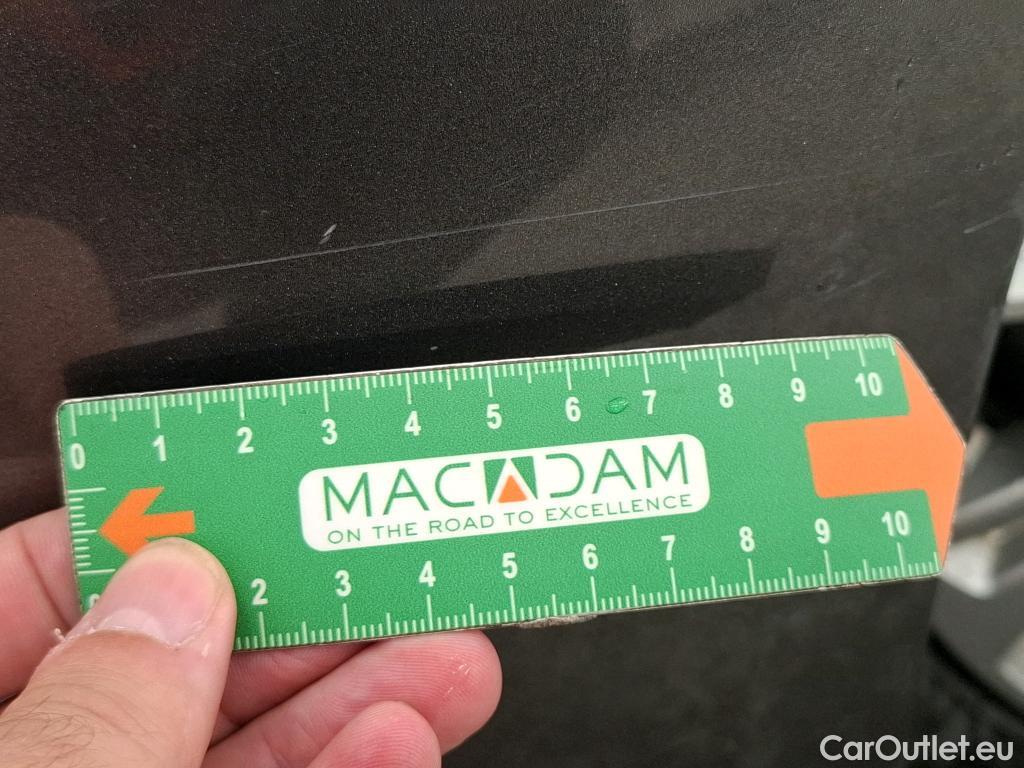 0 1 2 3 4 5 6 7 8 9 10
MACADAM
ON THE ROAD TO EXCELLENCE
2 3 4 5 6 7 8 9 10
CarOutlet.eu